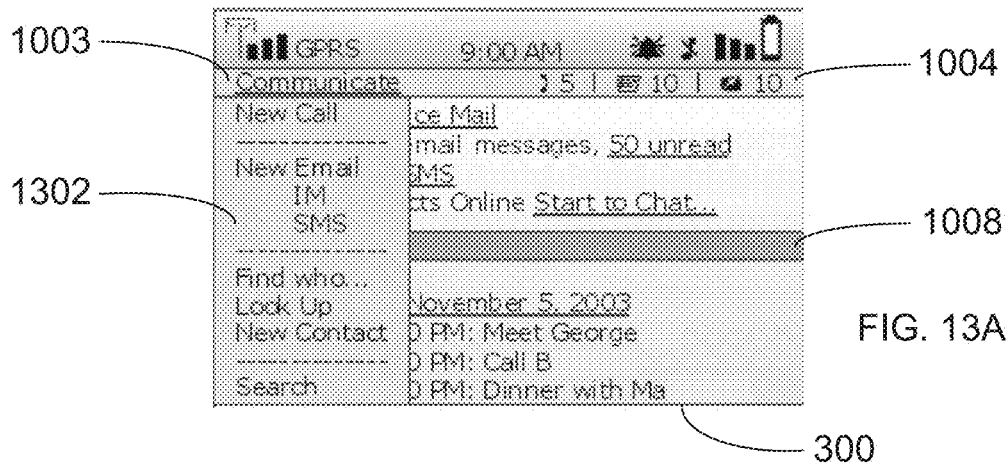 1003
GPRS 9:00 AM
1004
Communicate 5 | 10 | 10
New Call ce Mail
mail messages, 50 unread
New Email SMS
1302
IM cts Online Start to Chat...
SMS
1008
Find who...
Look Up November 5, 2003
New Contact 0 PM: Meet George
FIG. 13A
0 PM: Call B
Search 0 PM: Dinner with Ma
300